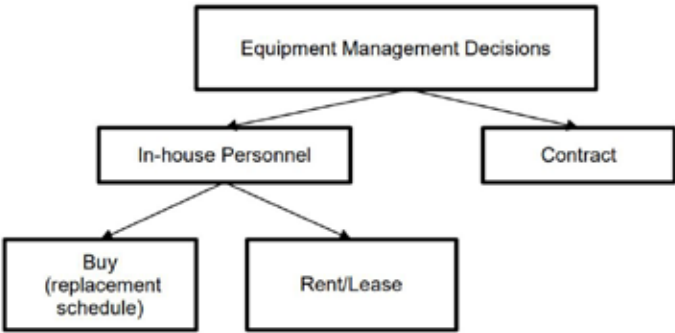 Equipment Management Decisions
In-house Personnel
Contract
Buy
(replacement
schedule)
Rent/Lease